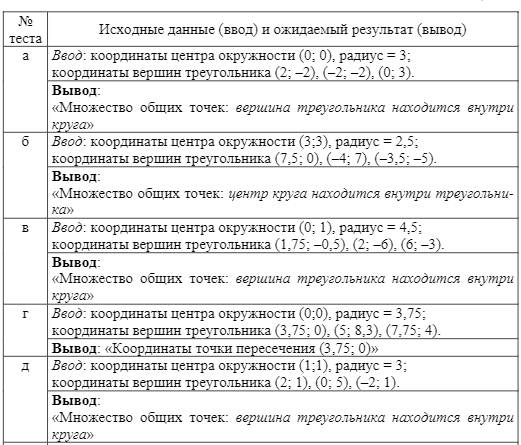 № теста
Исходные данные (ввод) и ожидаемый результат (вывод)
а
Ввод: координаты центра окружности (0; 0), радиус = 3;
координаты вершин треугольника (2; –2), (–2; –2), (0; 3).
Вывод:
«Множество общих точек: вершина треугольника находится внутри
круга»
б
Ввод: координаты центра окружности (3;3), радиус = 2,5;
координаты вершин треугольника (7,5; 0), (–4; 7), (–3,5; –5).
Вывод:
«Множество общих точек: центр круга находится внутри треугольни-
ка»
в
Ввод: координаты центра окружности (0; 1), радиус = 4,5;
координаты вершин треугольника (1,75; –0,5), (2; –6), (6; –3).
Вывод:
«Множество общих точек: вершина треугольника находится внутри
круга»
г
Ввод: координаты центра окружности (0;0), радиус = 3,75;
координаты вершин треугольника (3,75; 0), (5; 8,3), (7,75; 4).
Вывод: «Координаты точки пересечения (3,75; 0)»
д
Ввод: координаты центра окружности (1;1), радиус = 3;
координаты вершин треугольника (2; 1), (0; 5), (–2; 1).
Вывод:
«Множество общих точек: вершина треугольника находится внутри
круга»